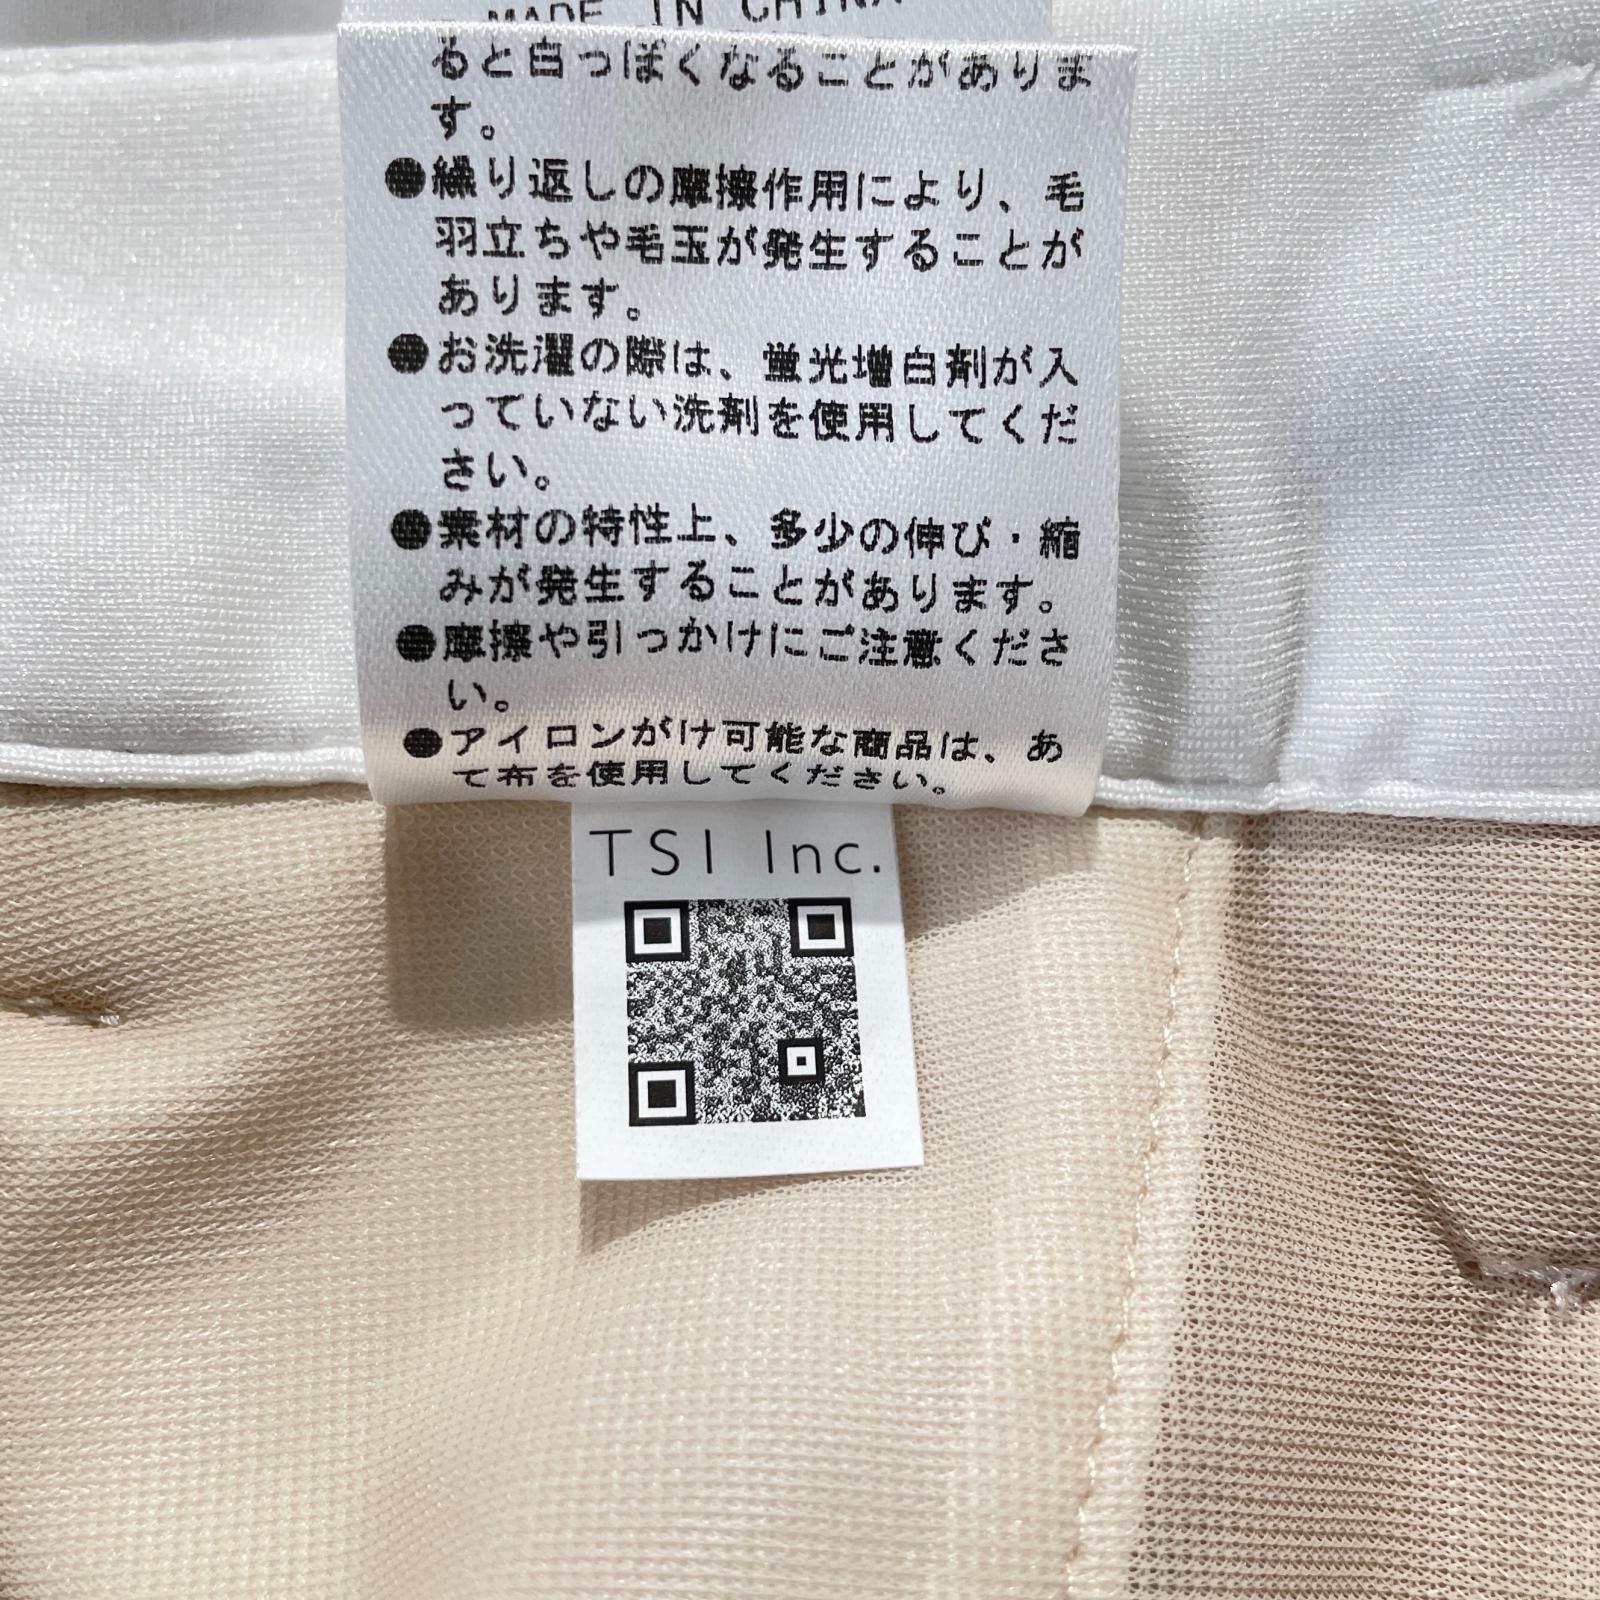 MADE IN CHINA
ると白っぽくなることがありま
す。
●繰り返しの摩擦作用により、毛
羽立ちや毛玉が発生することが
あります。
●お洗濯の際は、蛍光増白剤が入
っていない洗剤を使用してくだ
さい。
●素材の特性上、多少の伸び・縮
みが発生することがあります。
●摩擦や引っかけにご注意くださ
い。
●アイロンがけ可能な商品は、あ
て布を使用してください。
TSI Inc.